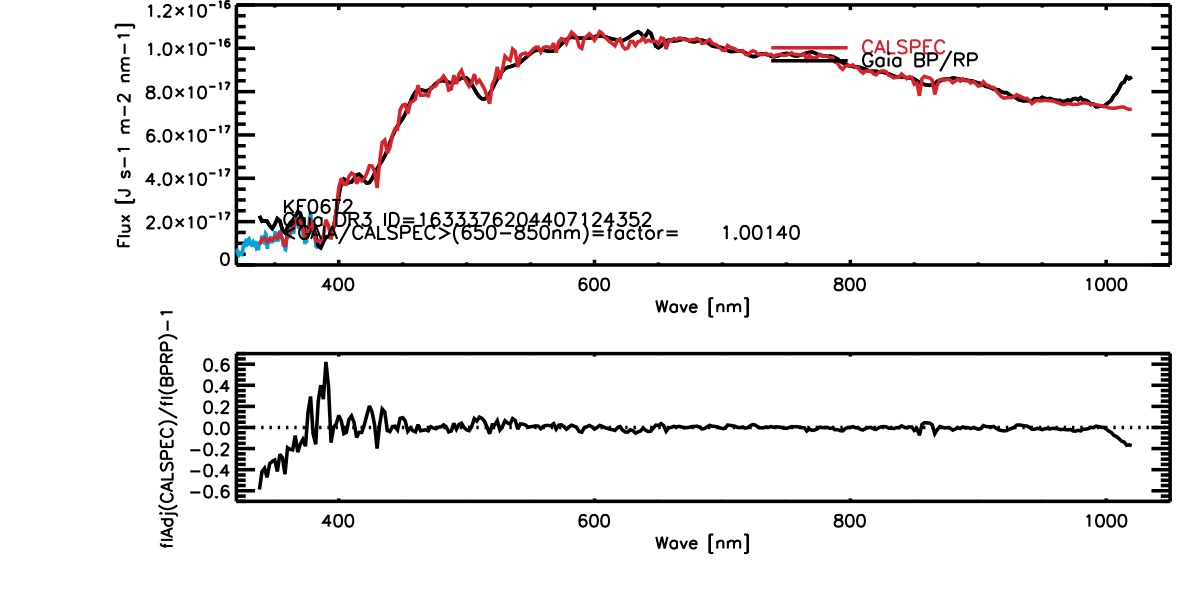 1.2×10−16
1.0×10−16
8.0×10−17
6.0×10−17
4.0×10−17
2.0×10−17
0
Flux [J s−1 m−2 nm−1]
CALSPEC
Gaia BP/RP
KF06T2
Gaia DR3 ID=1633376204407124352
<GAIA/CALSPEC>(650−850nm)=factor= 1.00140
400 600 800 1000
Wave [nm]
flAdj(CALSPEC)/fl(BPRP)−1
0.6
0.4
0.2
0.0
−0.2
−0.4
−0.6
400 600 800 1000
Wave [nm]